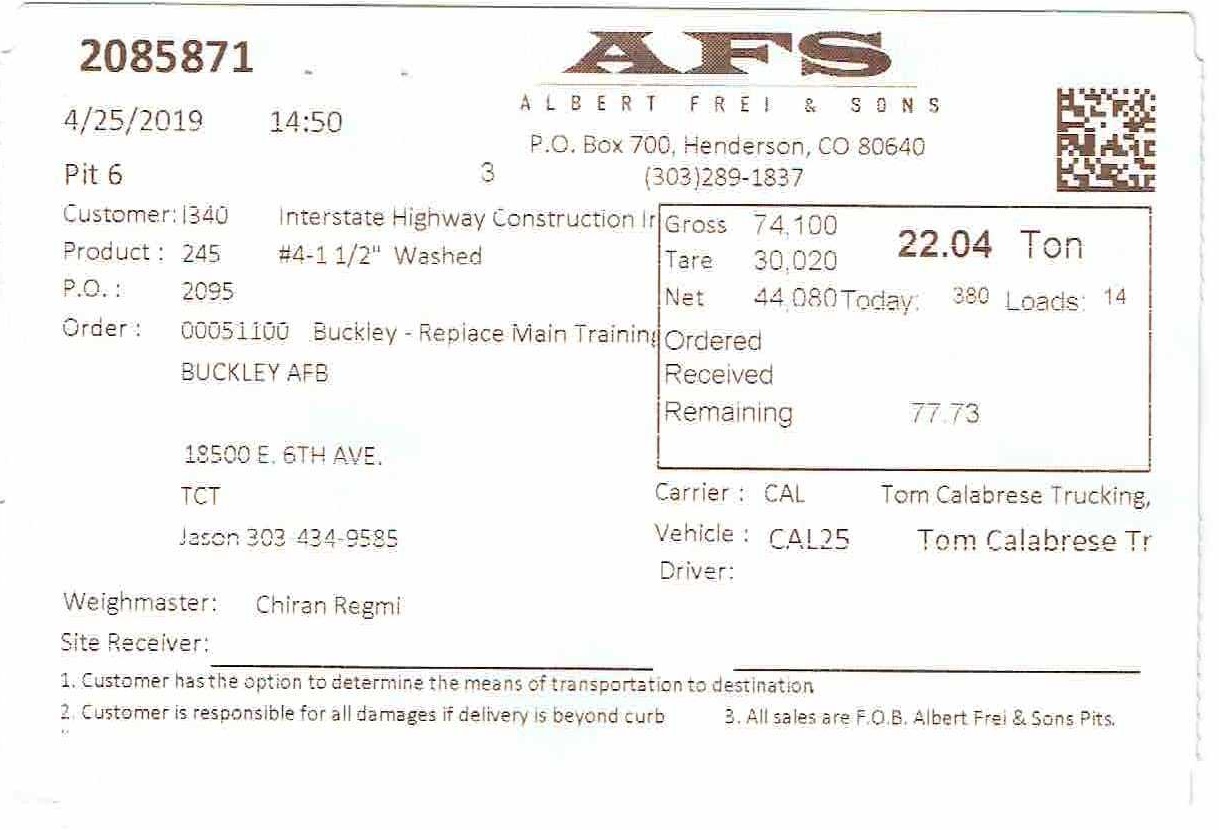 2085871
AFS
ALBERT FREI & SONS
4/25/2019 14:50
P.O. Box 700, Henderson, CO 80640
Pit 6 3 (303)289-1837
Customer: I340 Interstate Highway Construction Ir
Gross 74,100
22.04 Ton
Product : 245 #4-1 1/2" Washed
Tare 30,020
P.O. : 2095
Net 44,080 Today: 380 Loads: 14
Order : 00051100 Buckley - Replace Main Training
Ordered
BUCKLEY AFB
Received
Remaining 77.73
18500 E. 6TH AVE.
TCT
Carrier : CAL Tom Calabrese Trucking,
Jason 303-434-9585
Vehicle : CAL25 Tom Calabrese Tr
Driver:
Weighmaster: Chiran Regmi
Site Receiver:
1. Customer has the option to determine the means of transportation to destination
2. Customer is responsible for all damages if delivery is beyond curb 3. All sales are F.O.B. Albert Frei & Sons Pits.